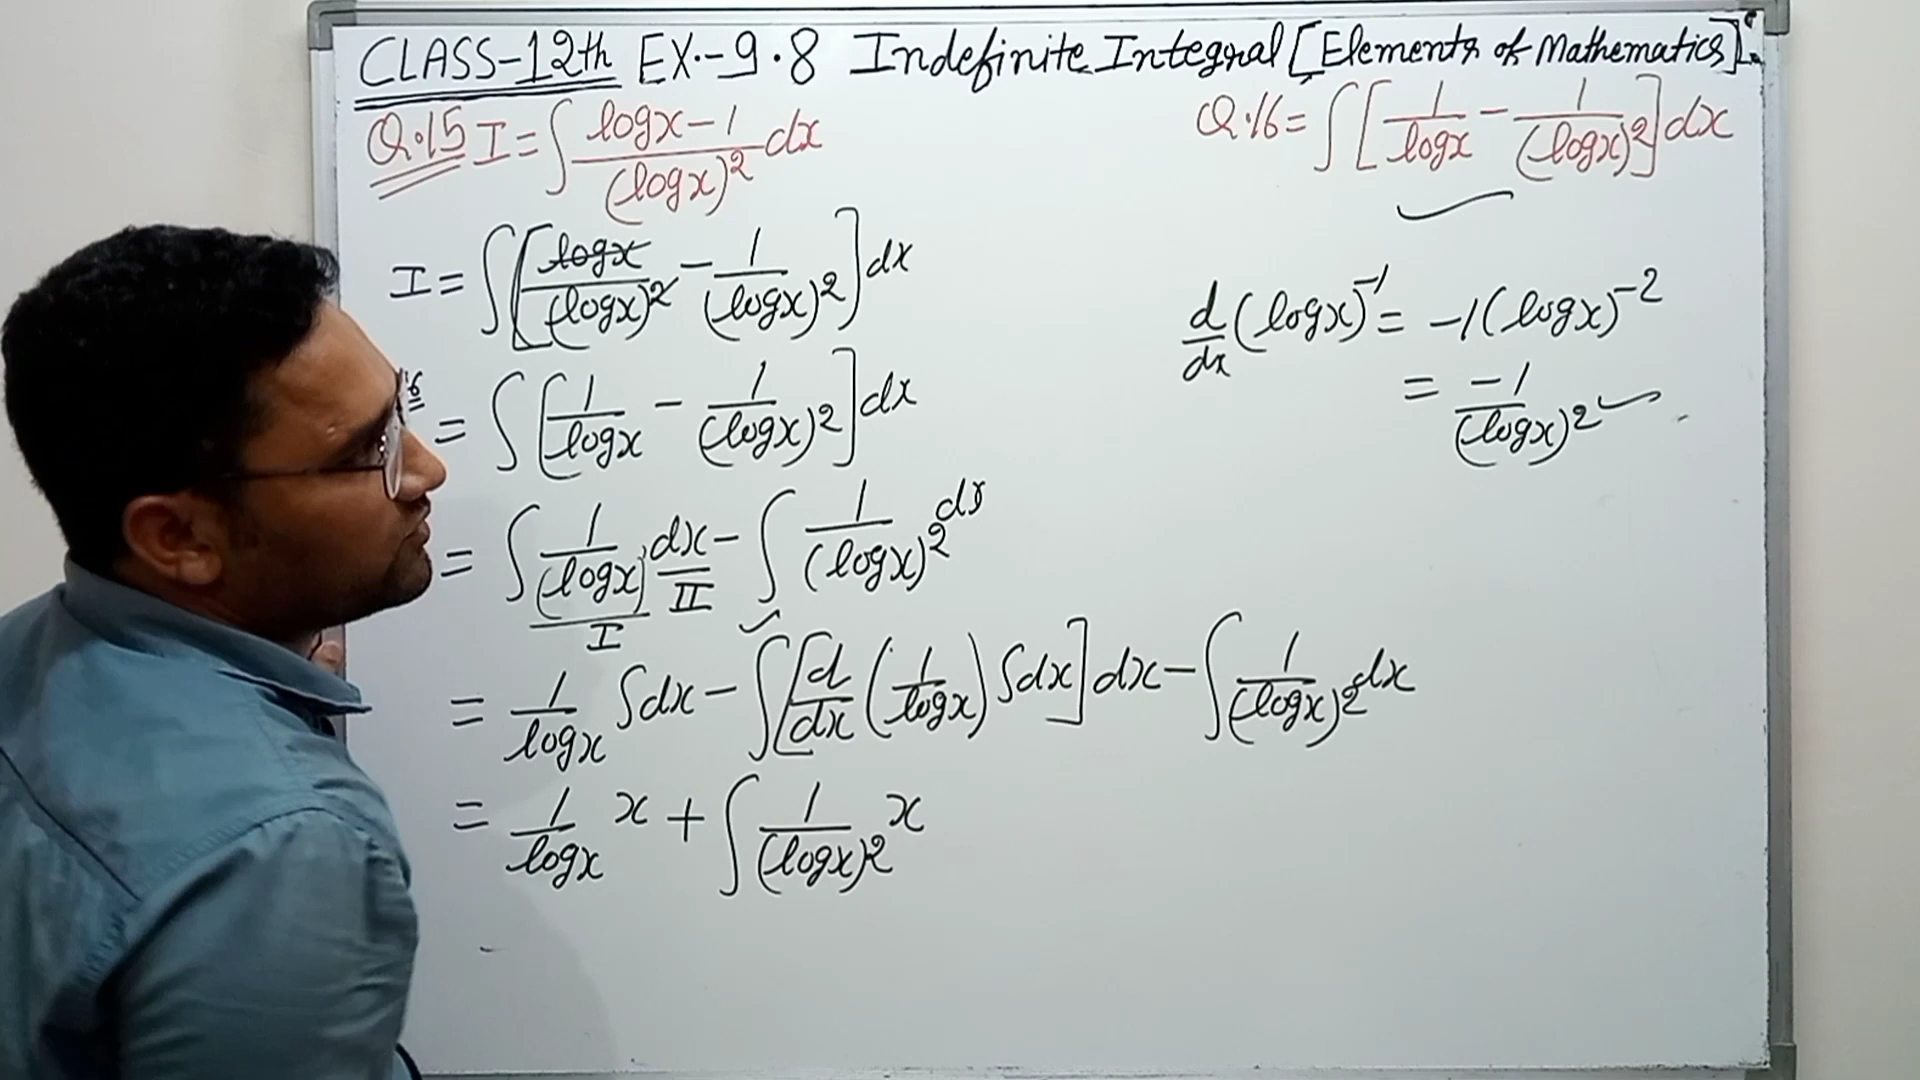 CLASS-12th EX.-9.8 Indefinite Integral [Elements of Mathematics].
Q.15 I = ∫ (logx-1)/(logx)² dx
Q.16 = ∫ [1/logx - 1/(logx)²] dx
I = ∫ [logx/(logx)² - 1/(logx)²] dx
= ∫ [1/logx - 1/(logx)²] dx
= ∫ 1/(logx) dx - ∫ 1/(logx)² dx
I II
= 1/logx ∫dx - ∫ [d/dx (1/logx) ∫dx] dx - ∫ 1/(logx)² dx
= 1/logx x + ∫ 1/(logx)² x
d/dx (logx)⁻¹ = -1(logx)⁻²
= -1/(logx)²